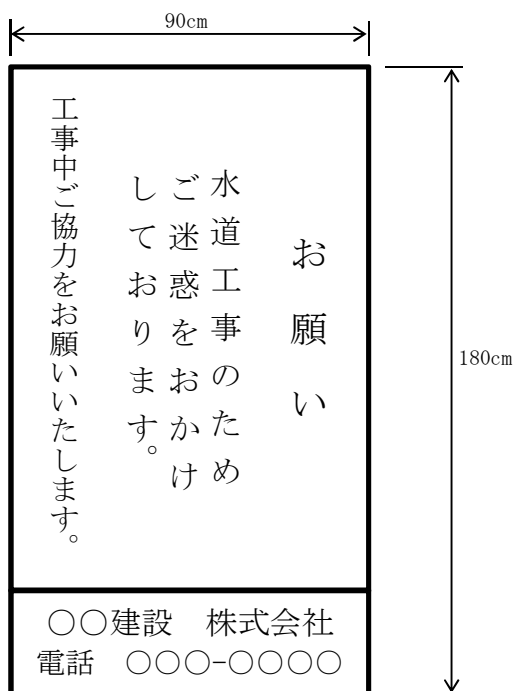 90cm
お願い
水道工事のため
ご迷惑をおかけ
しております。
工事中ご協力をお願いいたします。
180cm
○○建設　株式会社
電話　○○○-○○○○